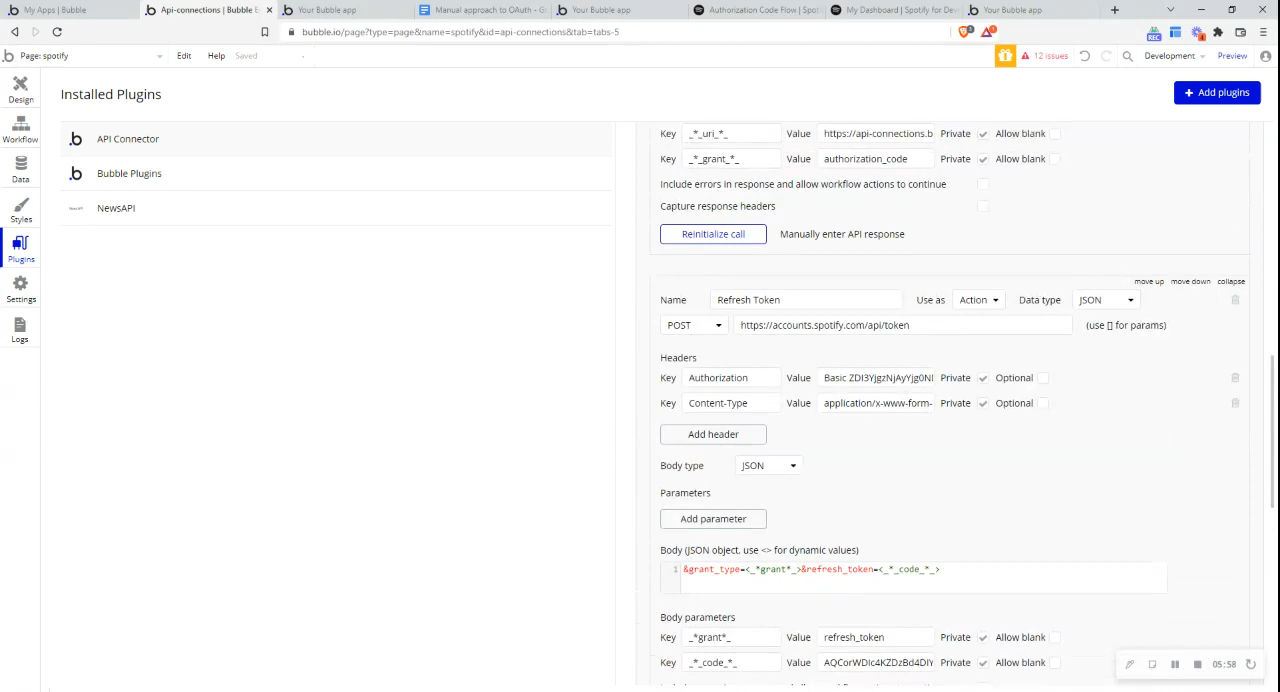 My Apps | Bubble
Api-connections | Bubble E
Your Bubble app
Manual approach to OAuth - G
Your Bubble app
Authorization Code Flow | Spot
My Dashboard | Spotify for Dev
Your Bubble app
bubble.io/page?type=page&name=spotify&id=api-connections&tab=tabs-5
REC
Page: spotify
Edit
Help
Saved
12 issues
Development
Preview
Design
Workflow
Data
Styles
Plugins
Settings
Logs
Installed Plugins
+ Add plugins
API Connector
Bubble Plugins
NewsAPI
Key _*_uri_*_ Value https://api-connections.b Private Allow blank
Key _*_grant_*_ Value authorization_code Private Allow blank
Include errors in response and allow workflow actions to continue
Capture response headers
Reinitialize call Manually enter API response
move up move down collapse
Name Refresh Token Use as Action Data type JSON
POST https://accounts.spotify.com/api/token (use [] for params)
Headers
Key Authorization Value Basic ZDI3YjgzNjAyYjg0NI Private Optional
Key Content-Type Value application/x-www-form- Private Optional
Add header
Body type JSON
Parameters
Add parameter
Body (JSON object, use <> for dynamic values)
1 &grant_type=<_*grant*_>&refresh_token=<_*_code_*_>
Body parameters
Key _*grant*_ Value refresh_token Private Allow blank
Key _*_code_*_ Value AQCorWDIc4KZDzBd4DIY Private Allow blank
05:58